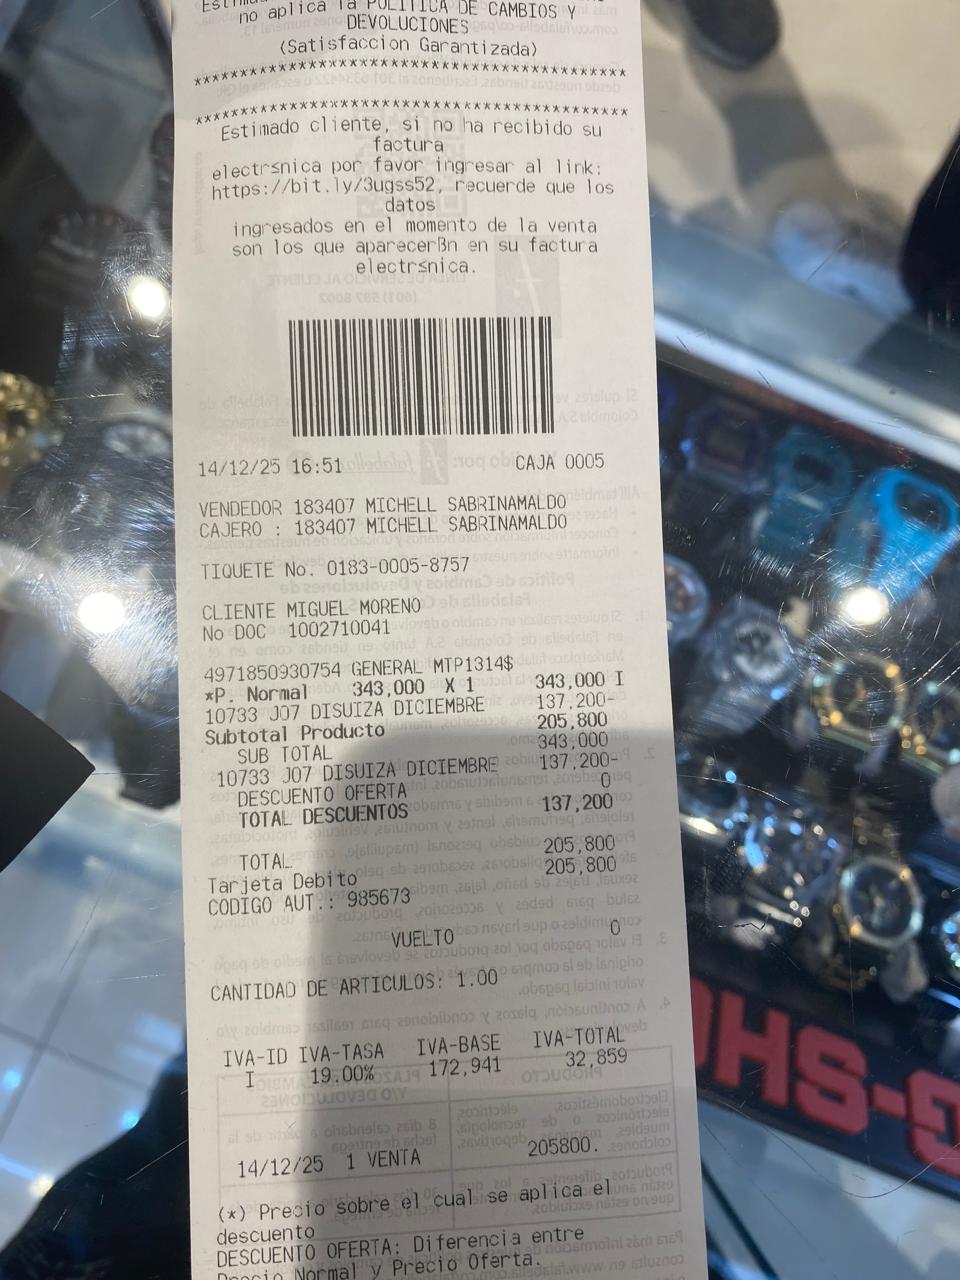 no aplica la POLITICA DE CAMBIOS Y
DEVOLUCIONES
(Satisfaccion Garantizada)
****************************************
****************************************
Estimado cliente, si no ha recibido su
factura
electr≤nica por favor ingresar al link:
https://bit.ly/3ugss52, recuerde que los
datos
ingresados en el momento de la venta
son los que aparecerßn en su factura
electr≤nica.
14/12/25 16:51 CAJA 0005
VENDEDOR 183407 MICHELL SABRINAMALDO
CAJERO : 183407 MICHELL SABRINAMALDO
TIQUETE No. 0183-0005-8757
CLIENTE MIGUEL MORENO
No DOC 1002710041
4971850930754 GENERAL MTP1314$
*P. Normal 343,000 X 1 343,000 I
10733 J07 DISUIZA DICIEMBRE 137,200-
Subtotal Producto 205,800
SUB TOTAL 343,000
10733 J07 DISUIZA DICIEMBRE 137,200-
DESCUENTO OFERTA 0
TOTAL DESCUENTOS 137,200
TOTAL 205,800
Tarjeta Debito 205,800
CODIGO AUT.: 985673
VUELTO 0
CANTIDAD DE ARTICULOS: 1.00
IVA-ID IVA-TASA IVA-BASE IVA-TOTAL
I 19.00% 172,941 32,859
14/12/25 1 VENTA 205800.
(*) Precio sobre el cual se aplica el
descuento
DESCUENTO OFERTA: Diferencia entre
Precio Normal y Precio Oferta.
G-SH